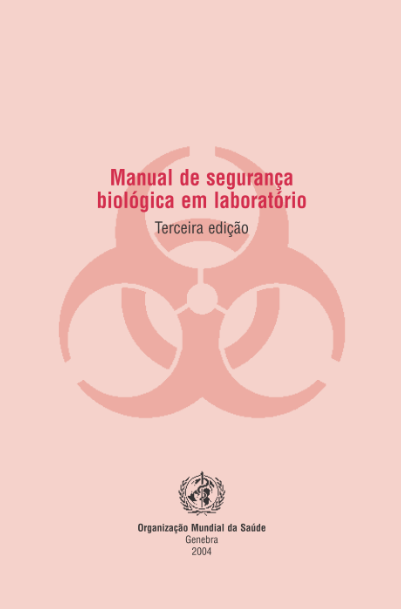 Manual de segurança
biológica em laboratório
Terceira edição
Organização Mundial da Saúde
Genebra
2004